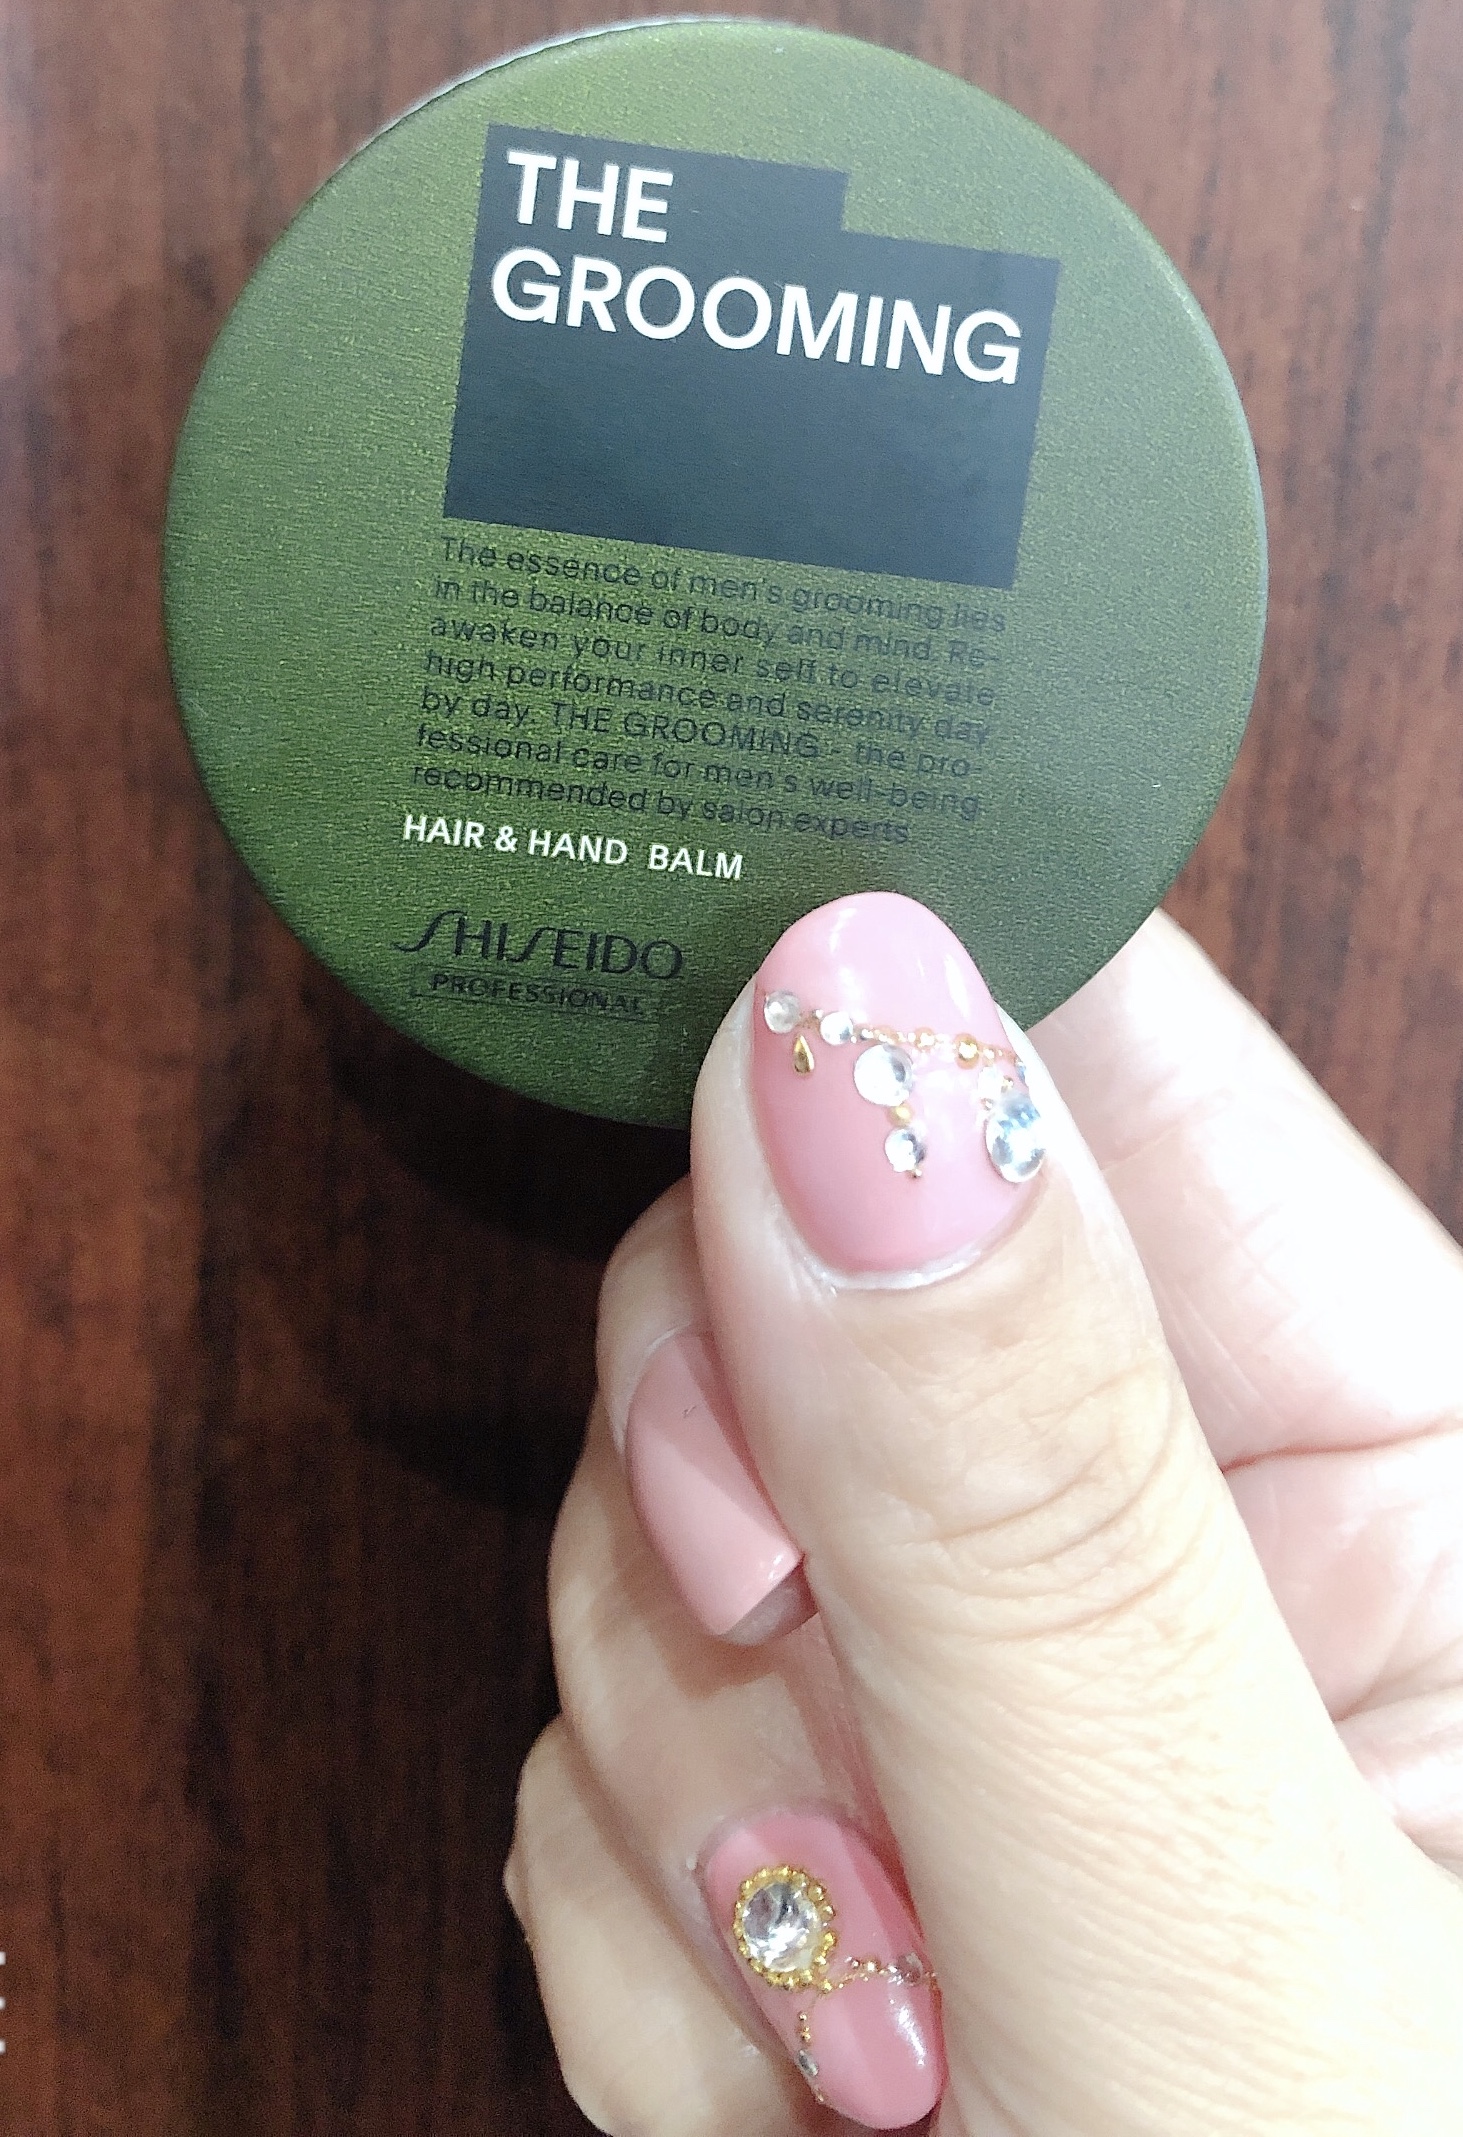 THE
GROOMING
The essence of men's grooming lies
in the balance of body and mind. Re-
awaken your inner self to elevate
high performance and serenity day
by day. THE GROOMING - the pro-
fessional care for men's well-being
recommended by salon experts
HAIR & HAND BALM
SHISEIDO
PROFESSIONAL